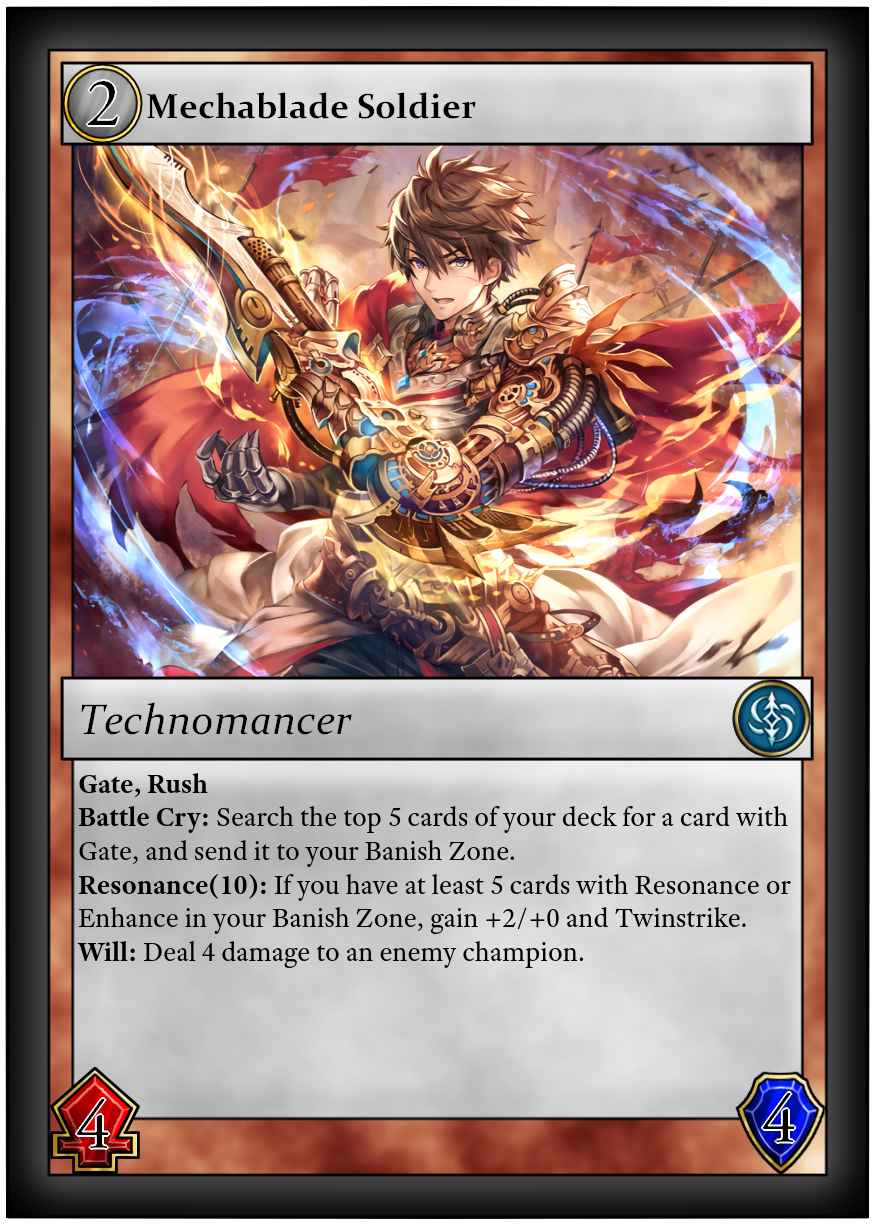 2 Mechablade Soldier
Technomancer
Gate, Rush
Battle Cry: Search the top 5 cards of your deck for a card with
Gate, and send it to your Banish Zone.
Resonance(10): If you have at least 5 cards with Resonance or
Enhance in your Banish Zone, gain +2/+0 and Twinstrike.
Will: Deal 4 damage to an enemy champion.
4 4